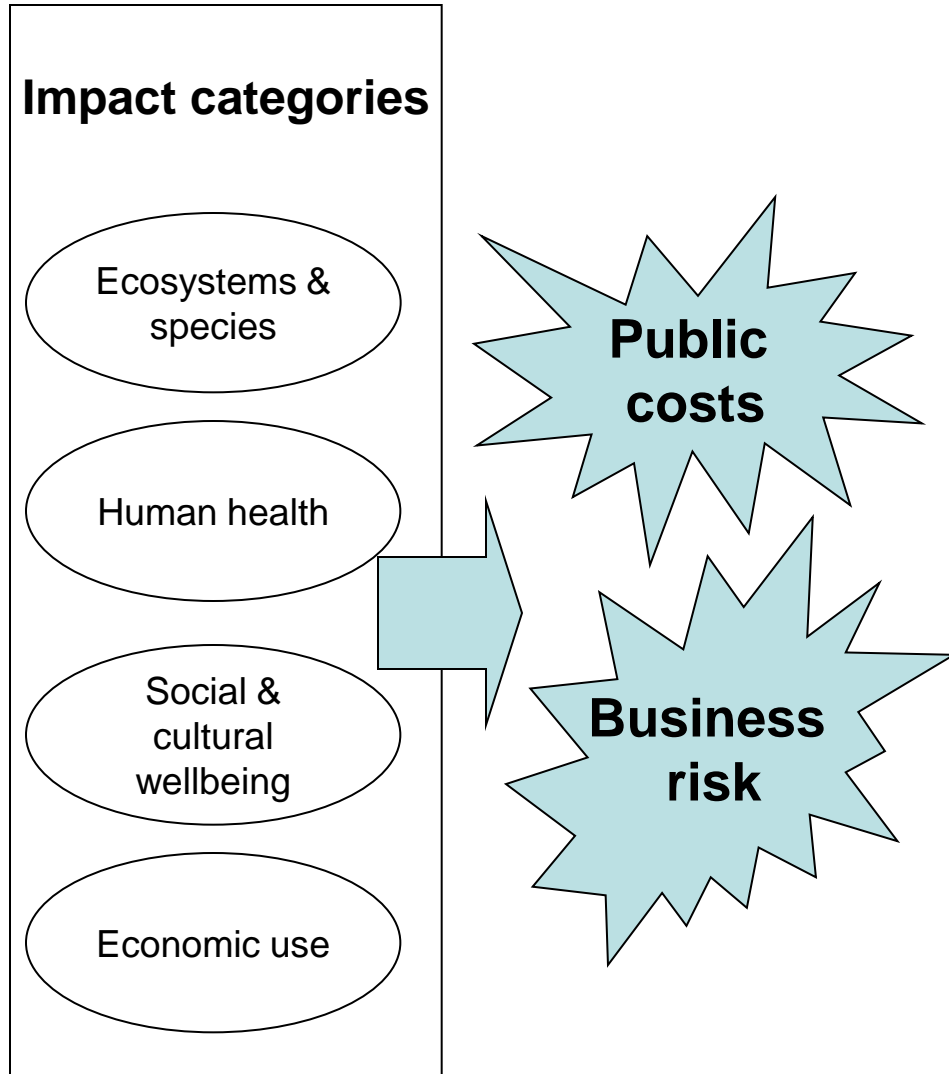 Impact categories
Ecosystems &
species
Human health
Social &
cultural
wellbeing
Economic use
Public
costs
Business
risk